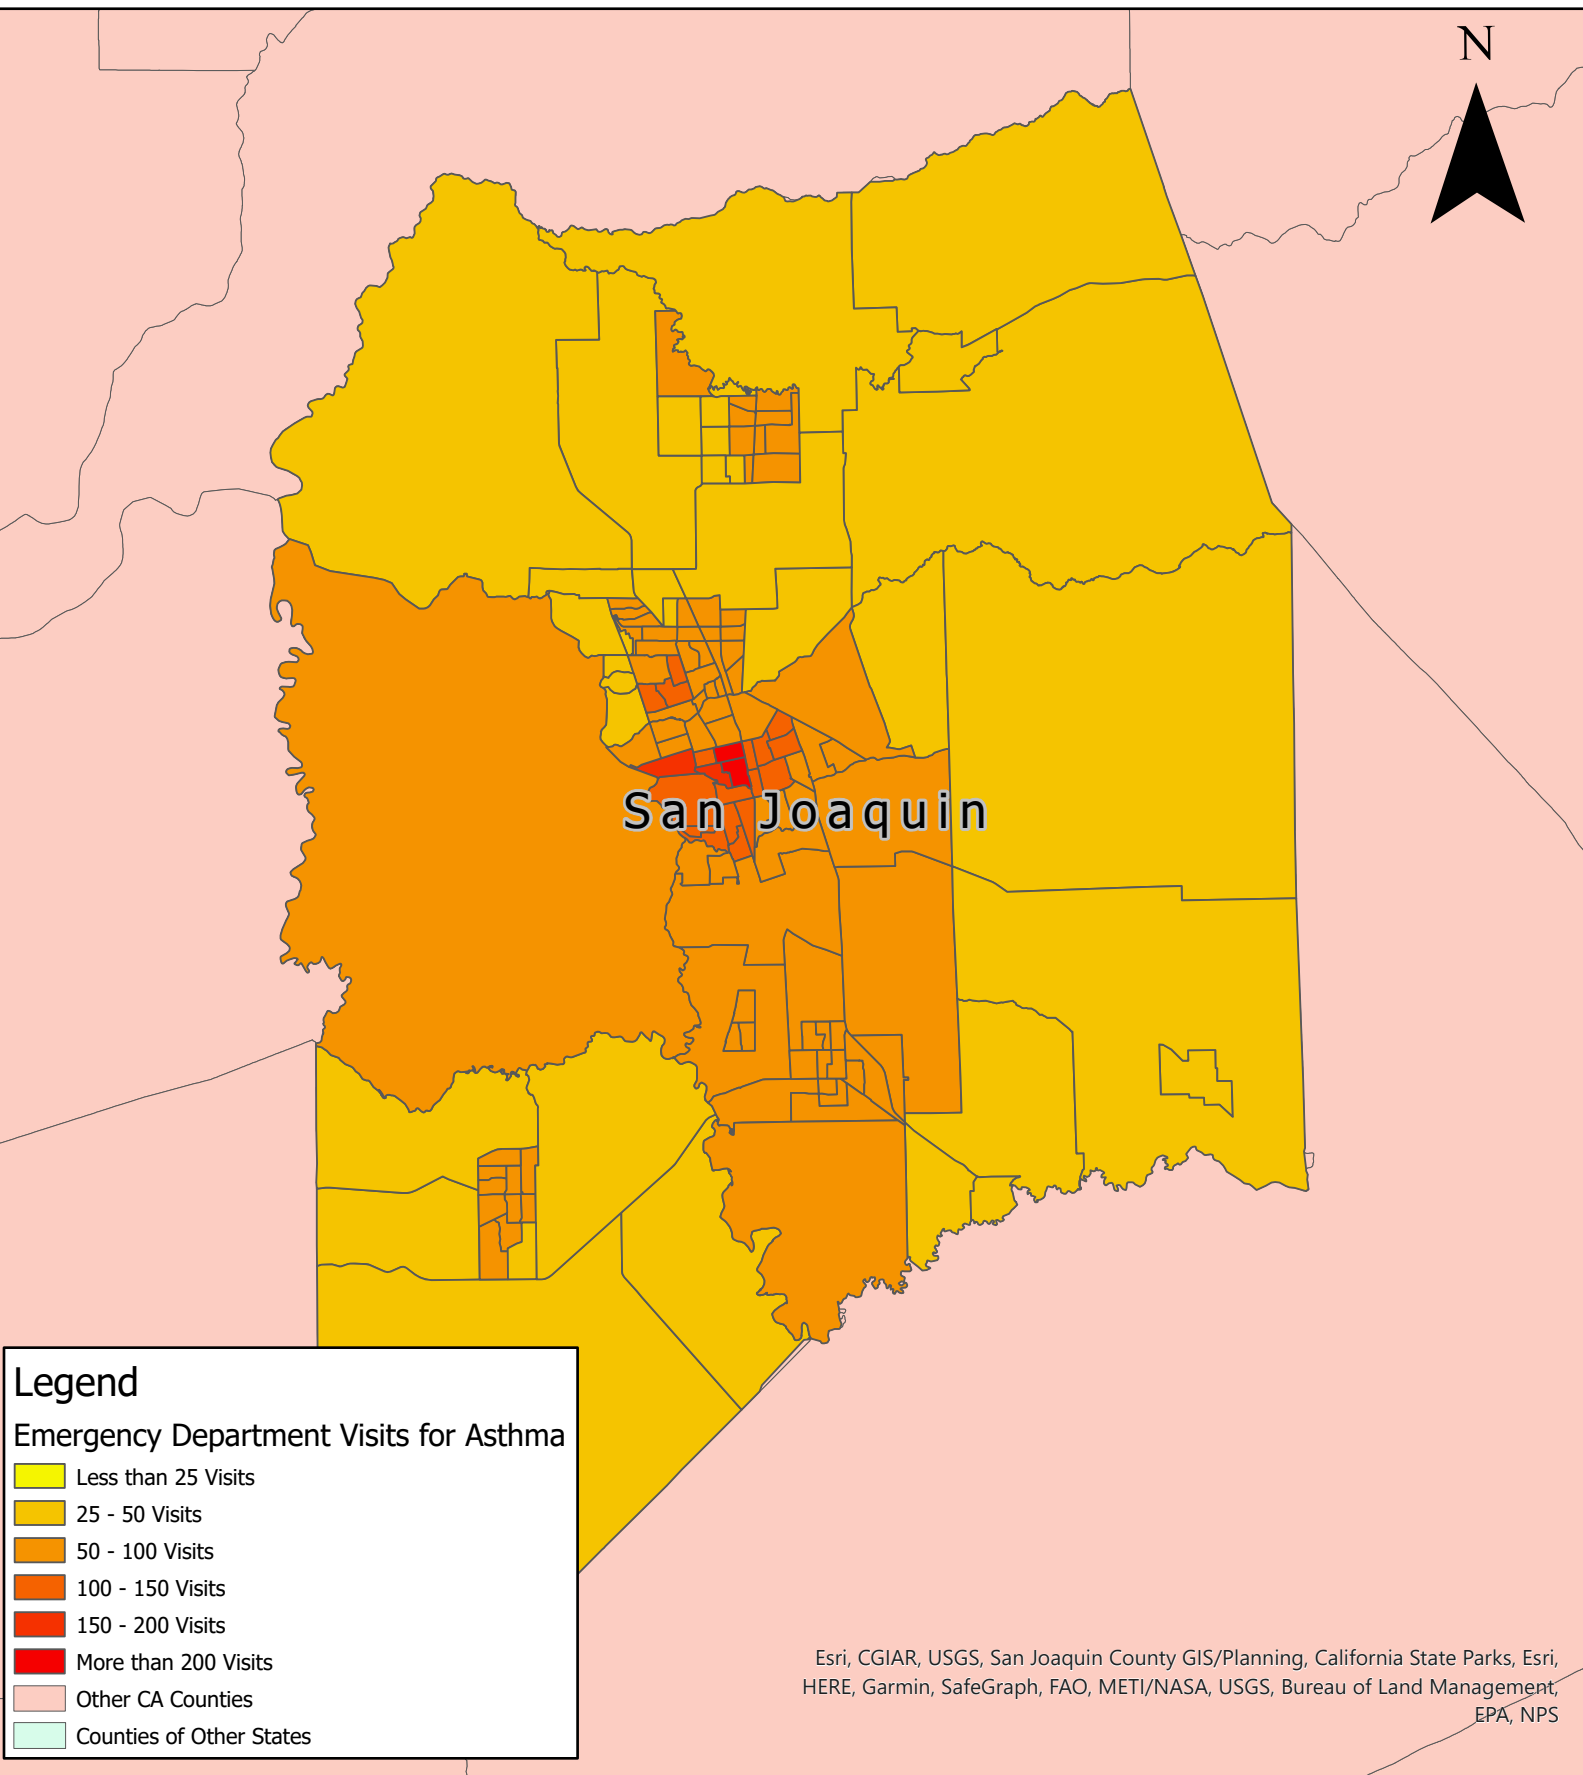 N
San Joaquin
Legend
Emergency Department Visits for Asthma
Less than 25 Visits
25 - 50 Visits
50 - 100 Visits
100 - 150 Visits
150 - 200 Visits
More than 200 Visits
Other CA Counties
Counties of Other States
Esri, CGIAR, USGS, San Joaquin County GIS/Planning, California State Parks, Esri,
HERE, Garmin, SafeGraph, FAO, METI/NASA, USGS, Bureau of Land Management,
EPA, NPS